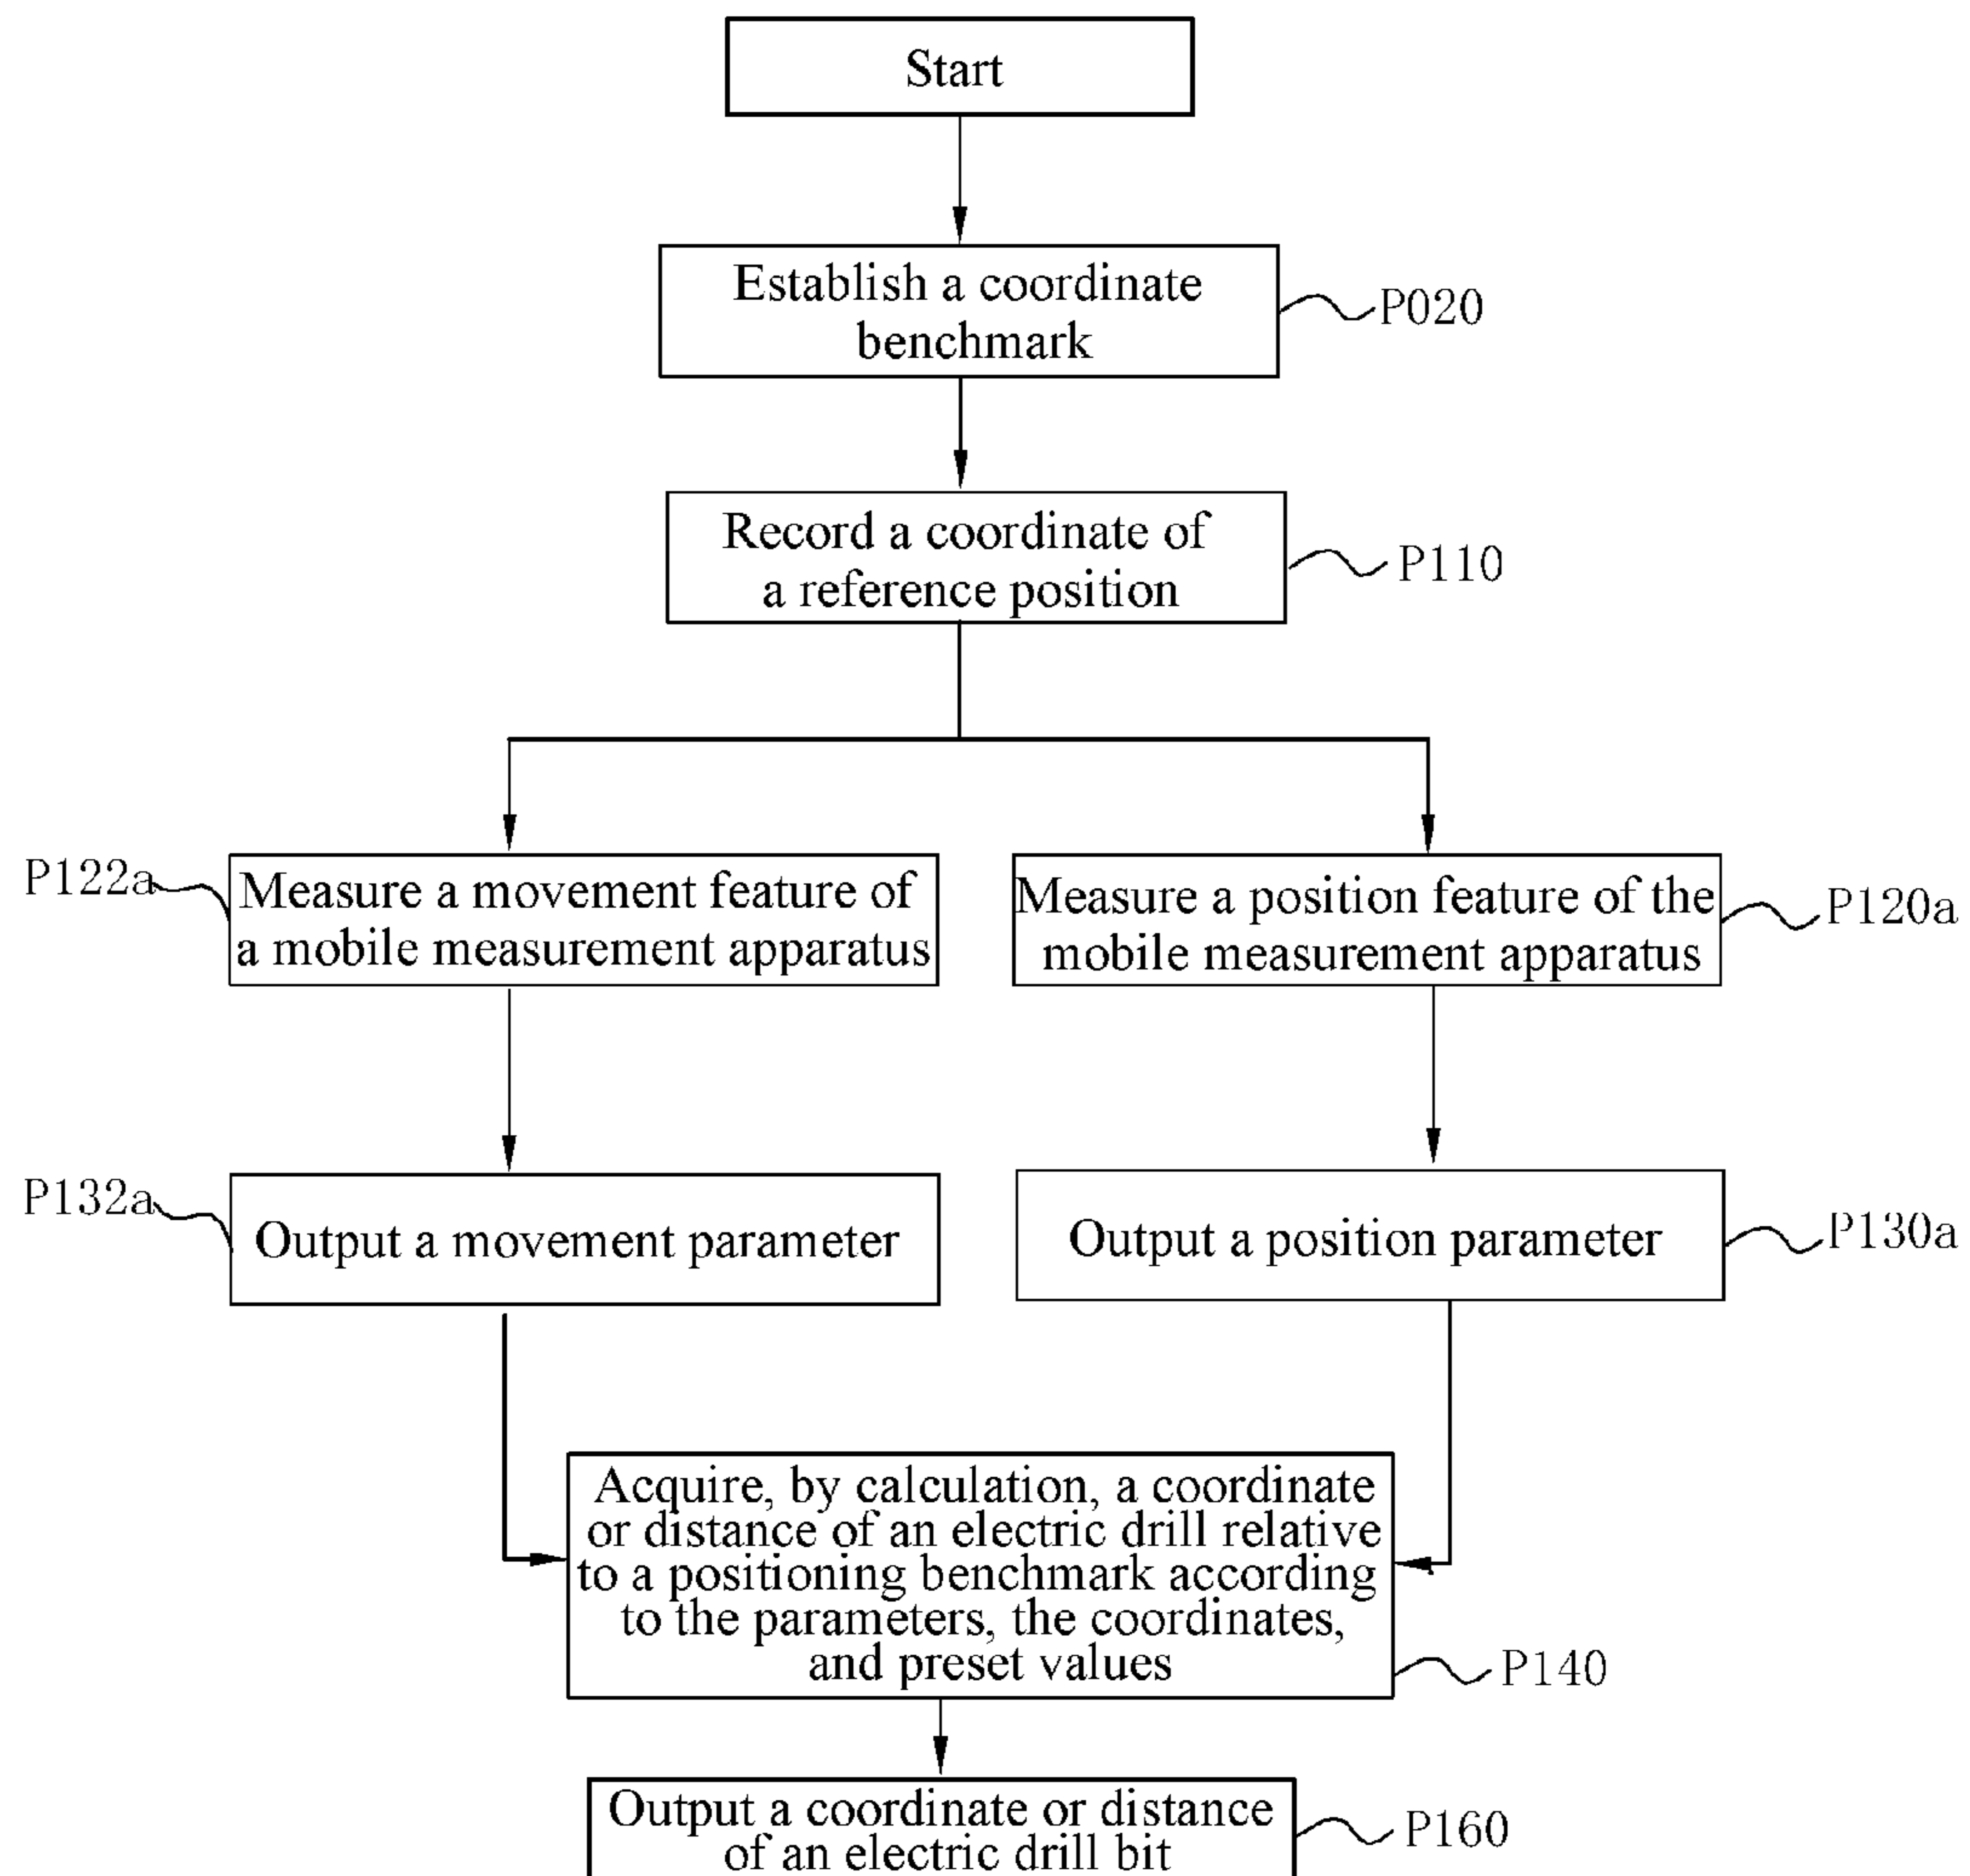 Start
Establish a coordinate
benchmark
P020
Record a coordinate of
a reference position
P110
P122a
Measure a movement feature of
a mobile measurement apparatus
Measure a position feature of the
mobile measurement apparatus
P120a
P132a
Output a movement parameter
Output a position parameter
P130a
Acquire, by calculation, a coordinate
or distance of an electric drill relative
to a positioning benchmark according
to the parameters, the coordinates,
and preset values
P140
Output a coordinate or distance
of an electric drill bit
P160